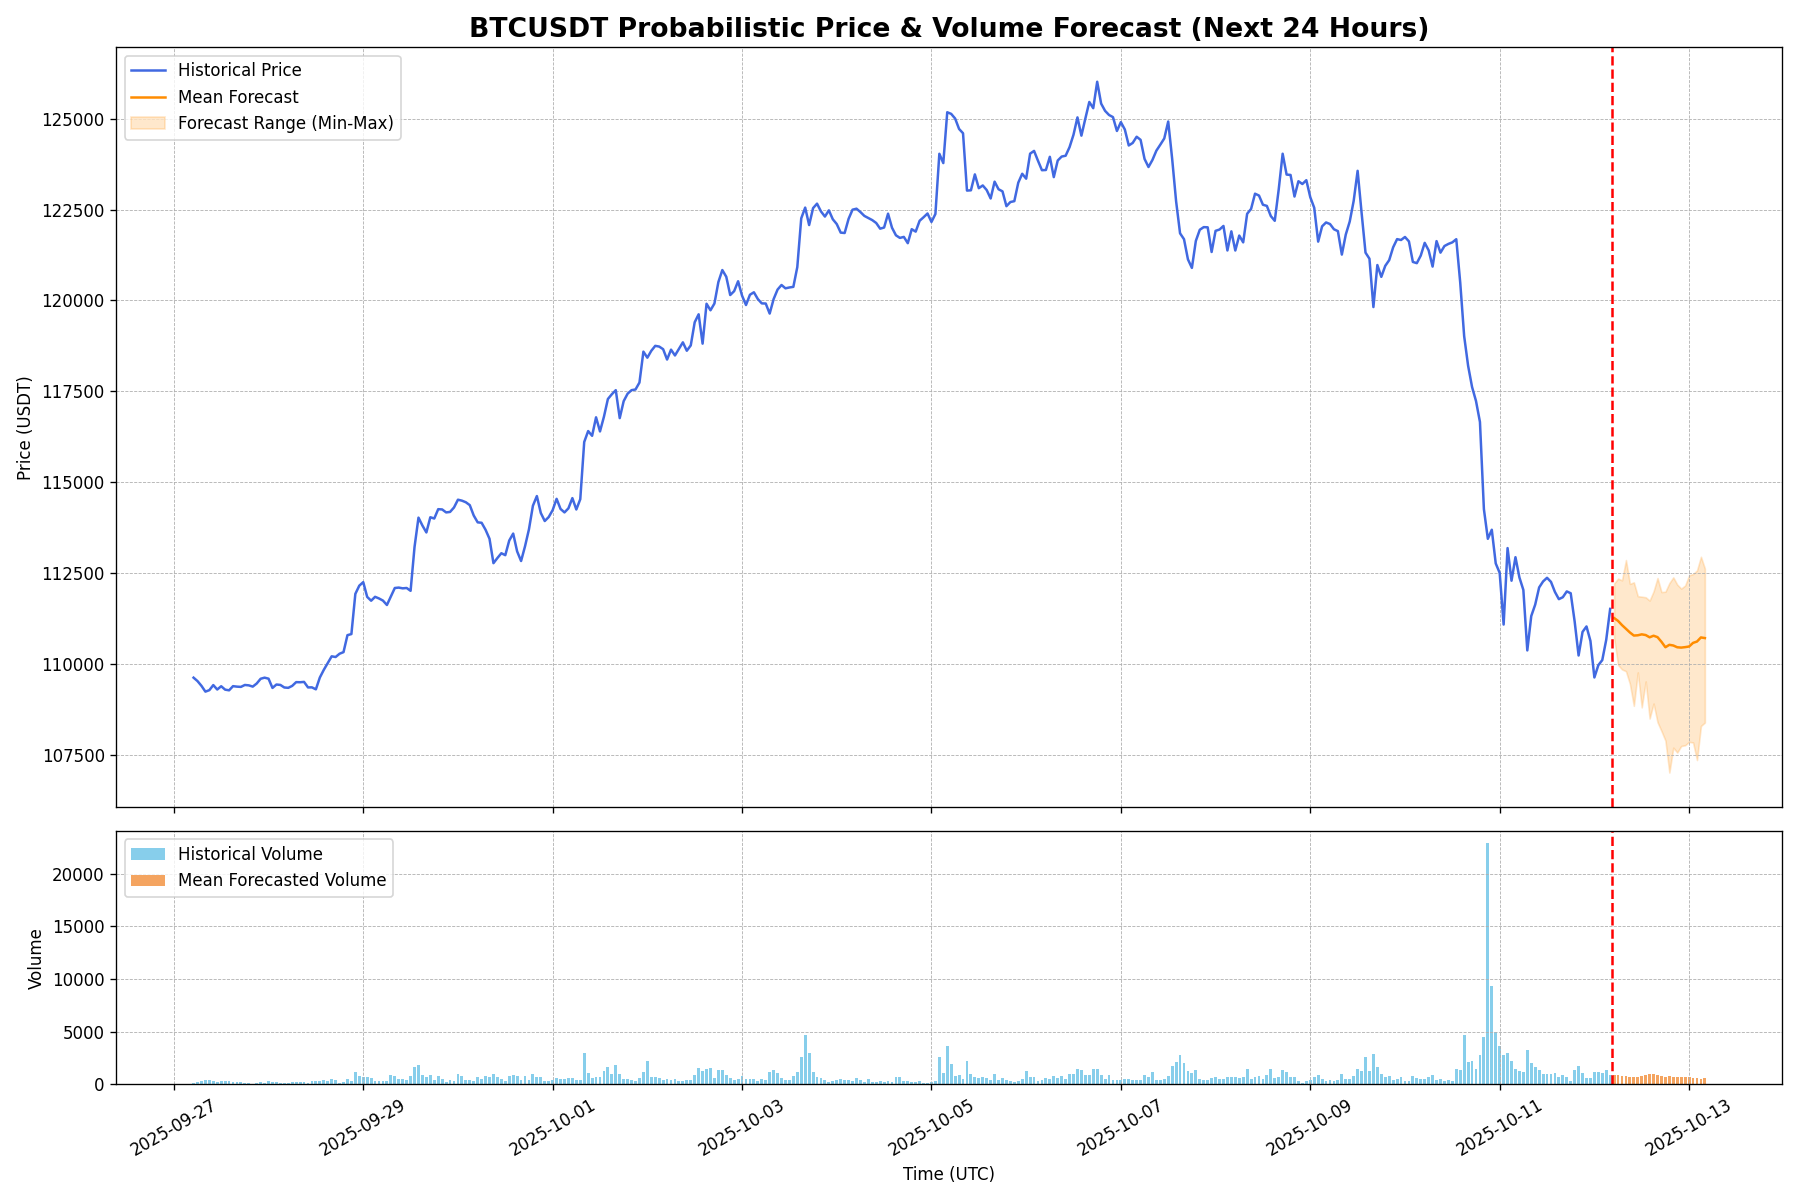 BTCUSDT Probabilistic Price & Volume Forecast (Next 24 Hours)
Historical Price
Mean Forecast
Forecast Range (Min-Max)
125000
122500
120000
117500
115000
112500
110000
107500
Price (USDT)
Historical Volume
Mean Forecasted Volume
20000
15000
10000
5000
0
Volume
2025-09-27
2025-09-29
2025-10-01
2025-10-03
2025-10-05
2025-10-07
2025-10-09
2025-10-11
2025-10-13
Time (UTC)